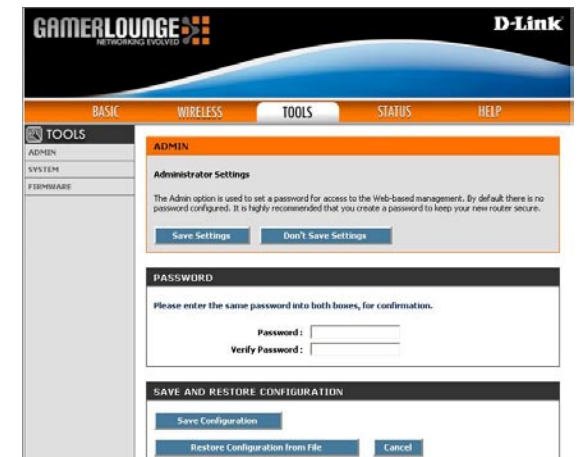 GAMERLOUNGE
NETWORKING EVOLVED
D-Link
BASIC WIRELESS TOOLS STATUS HELP
TOOLS
ADMIN
SYSTEM
FIRMWARE
ADMIN
Administrator Settings
The Admin option is used to set a password for access to the Web-based management. By default there is no
password configured. It is highly recommended that you create a password to keep your new router secure.
Save Settings Don't Save Settings
PASSWORD
Please enter the same password into both boxes, for confirmation.
Password :
Verify Password :
SAVE AND RESTORE CONFIGURATION
Save Configuration
Restore Configuration from File Cancel